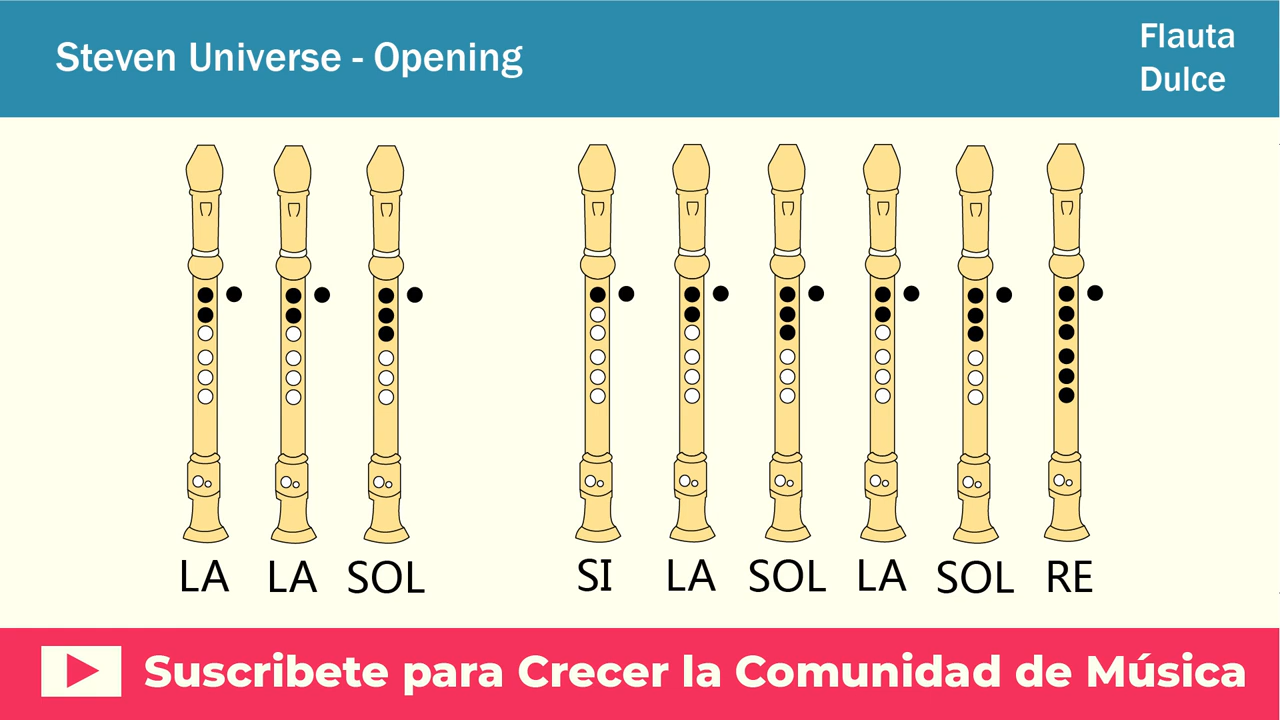 Steven Universe - Opening
Flauta
Dulce
LA LA SOL SI LA SOL LA SOL RE
Suscribete para Crecer la Comunidad de Música